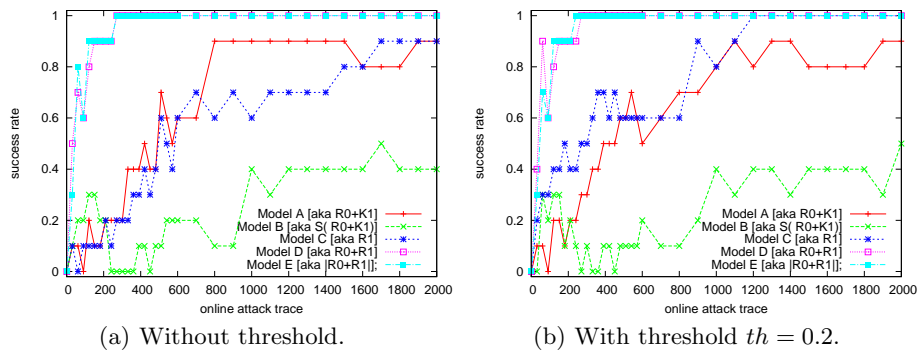 1
0.8
0.6
0.4
0.2
0
success rate
Model A [aka R0+K1]
Model B [aka S( R0+K1)]
Model C [aka R1]
Model D [aka R0+R1]
Model E [aka |R0+R1|];
0 200 400 600 800 1000 1200 1400 1600 1800 2000
online attack trace
(a) Without threshold.
1
0.8
0.6
0.4
0.2
0
success rate
Model A [aka R0+K1]
Model B [aka S( R0+K1)]
Model C [aka R1]
Model D [aka R0+R1]
Model E [aka |R0+R1|];
0 200 400 600 800 1000 1200 1400 1600 1800 2000
online attack trace
(b) With threshold th = 0.2.